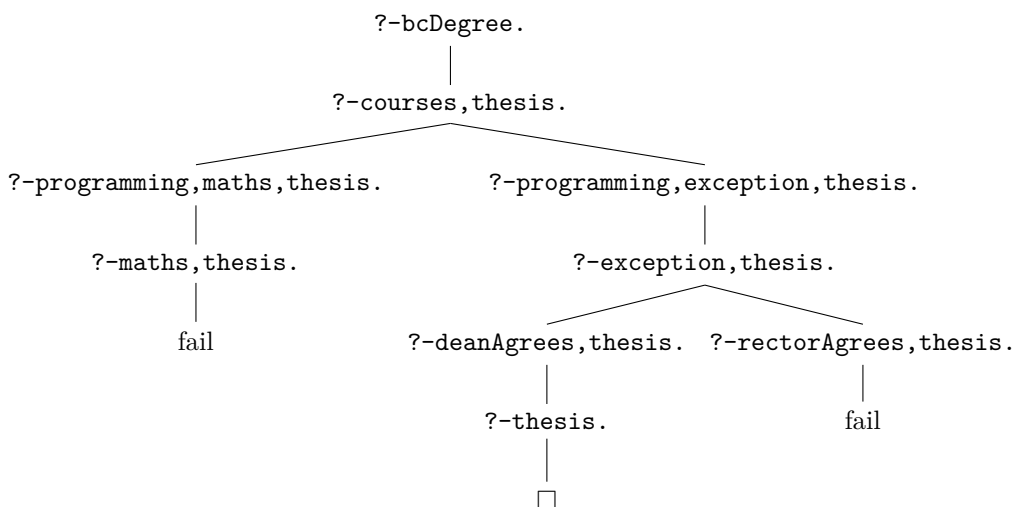 ?-bcDegree.
?-courses,thesis.
?-programming,maths,thesis. ?-programming,exception,thesis.
?-maths,thesis. ?-exception,thesis.
fail ?-deanAgrees,thesis. ?-rectorAgrees,thesis.
?-thesis. fail